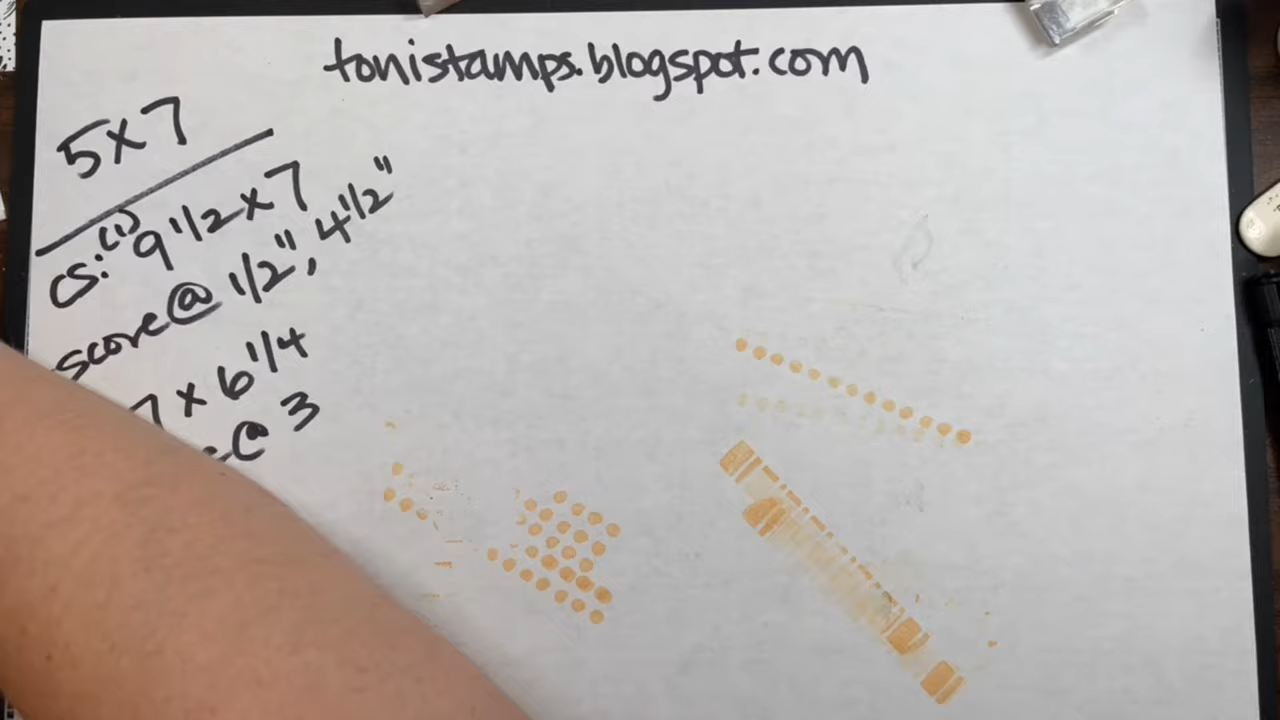 tonistamps.blogspot.com
5x7
CS: (1) 9 1/2 x 7
score @ 1/2", 4 1/2"
7 x 6 1/4
@ 3